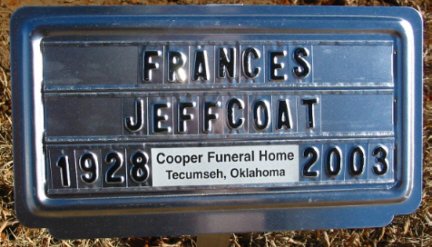 FRANCES
JEFFCOAT
1928 Cooper Funeral Home 2003
Tecumseh, Oklahoma